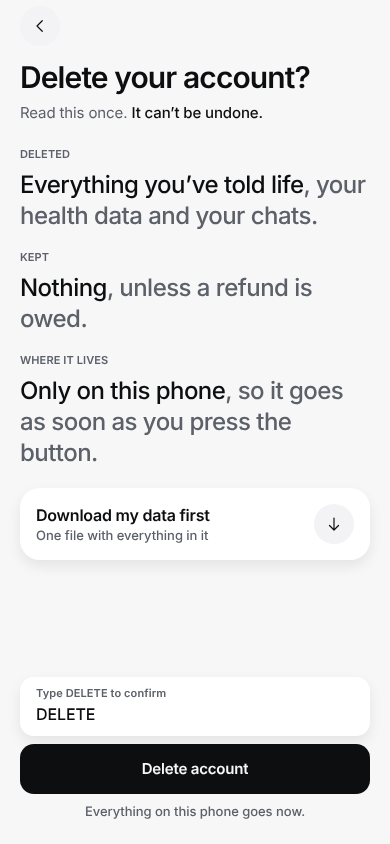 Delete your account?
Read this once. It can’t be undone.
DELETED
Everything you’ve told life, your
health data and your chats.
KEPT
Nothing, unless a refund is
owed.
WHERE IT LIVES
Only on this phone, so it goes
as soon as you press the
button.
Download my data first
One file with everything in it
Type DELETE to confirm
DELETE
Delete account
Everything on this phone goes now.